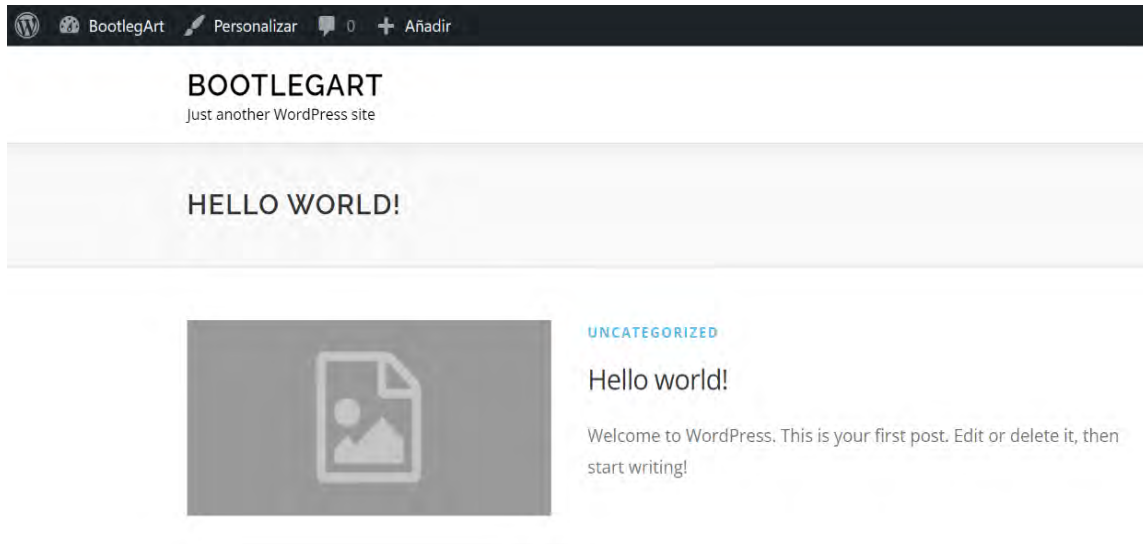 BootlegArt Personalizar 0 Añadir
BOOTLEGART
Just another WordPress site
HELLO WORLD!
UNCATEGORIZED
Hello world!
Welcome to WordPress. This is your first post. Edit or delete it, then
start writing!